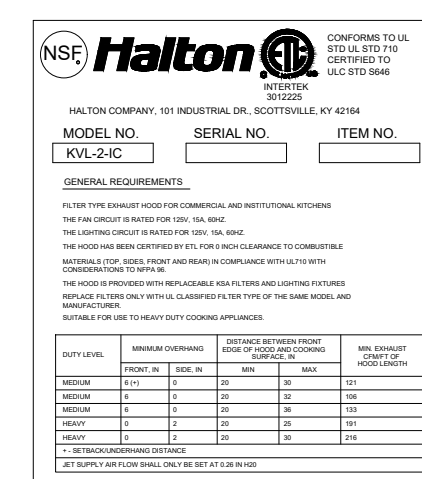 NSF Halton ETL
CONFORMS TO UL
STD UL STD 710
CERTIFIED TO
ULC STD S646
INTERTEK
3012225
HALTON COMPANY, 101 INDUSTRIAL DR., SCOTTSVILLE, KY 42164
MODEL NO. SERIAL NO. ITEM NO.
KVL-2-IC
GENERAL REQUIREMENTS
FILTER TYPE EXHAUST HOOD FOR COMMERCIAL AND INSTITUTIONAL KITCHENS
THE FAN CIRCUIT IS RATED FOR 125V, 15A, 60HZ.
THE LIGHTING CIRCUIT IS RATED FOR 125V, 15A, 60HZ.
THE HOOD HAS BEEN CERTIFIED BY ETL FOR 0 INCH CLEARANCE TO COMBUSTIBLE
MATERIALS (TOP, SIDES, FRONT AND REAR) IN COMPLIANCE WITH UL710 WITH
CONSIDERATIONS TO NFPA 96.
THE HOOD IS PROVIDED WITH REPLACEABLE KSA FILTERS AND LIGHTING FIXTURES
REPLACE FILTERS ONLY WITH UL CLASSIFIED FILTER TYPE OF THE SAME MODEL AND
MANUFACTURER.
SUITABLE FOR USE TO HEAVY DUTY COOKING APPLIANCES.
DUTY LEVEL MINIMUM OVERHANG DISTANCE BETWEEN FRONT EDGE OF HOOD AND COOKING SURFACE, IN MIN. EXHAUST CFM/FT OF HOOD LENGTH
FRONT, IN SIDE, IN MIN MAX
MEDIUM 6 (+) 0 20 30 121
MEDIUM 6 0 20 32 106
MEDIUM 6 0 20 36 133
HEAVY 0 2 20 25 191
HEAVY 0 2 20 30 216
+ - SETBACK/UNDERHANG DISTANCE
JET SUPPLY AIR FLOW SHALL ONLY BE SET AT 0.26 IN H20